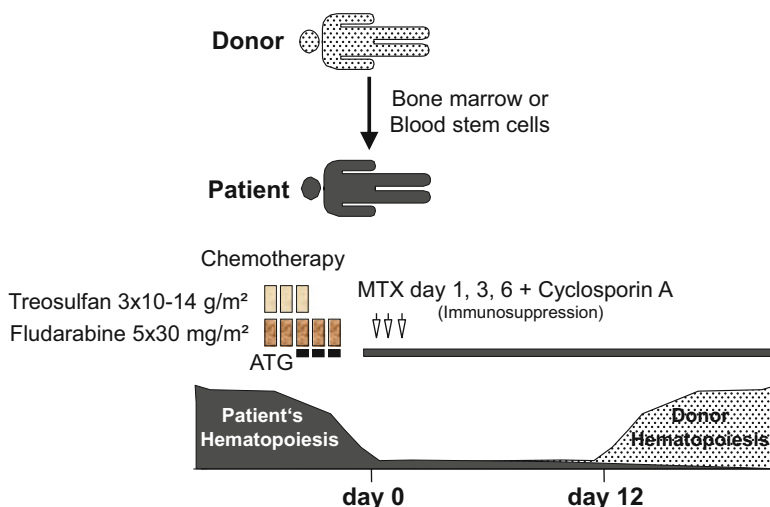 Donor
Bone marrow or
Blood stem cells
Patient
Chemotherapy
Treosulfan 3x10-14 g/m²
MTX day 1, 3, 6 + Cyclosporin A
(Immunosuppression)
Fludarabine 5x30 mg/m²
ATG
Patient‘s
Hematopoiesis
Donor
Hematopoiesis
day 0
day 12